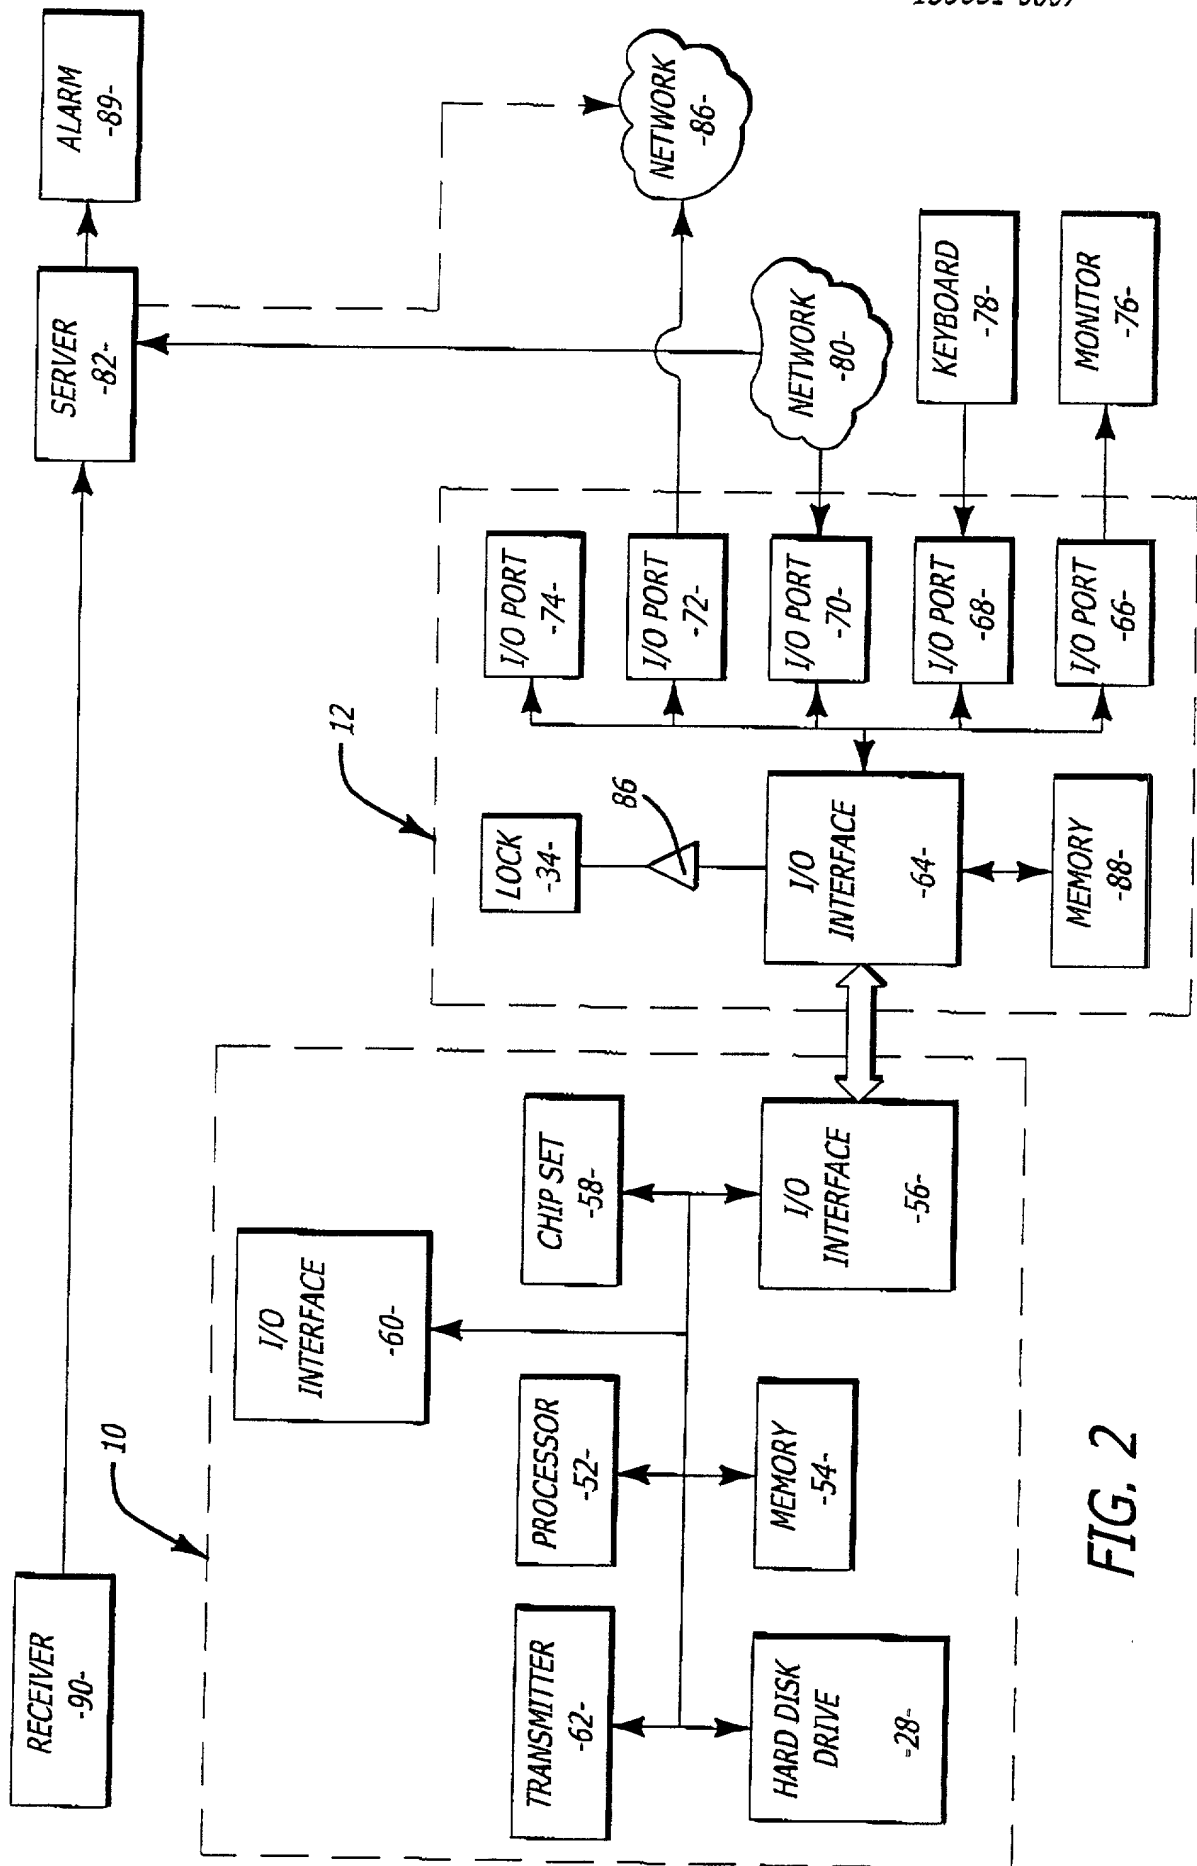 RECEIVER
-90-
SERVER
-82-
ALARM
-89-
10
I/O
INTERFACE
-60-
TRANSMITTER
-62-
PROCESSOR
-52-
CHIP SET
-58-
HARD DISK
DRIVE
-28-
MEMORY
-54-
I/O
INTERFACE
-56-
12
LOCK
-34-
86
I/O
INTERFACE
-64-
MEMORY
-88-
I/O PORT
-74-
I/O PORT
-72-
I/O PORT
-70-
I/O PORT
-68-
I/O PORT
-66-
NETWORK
-86-
NETWORK
-80-
KEYBOARD
-78-
MONITOR
-76-
FIG. 2